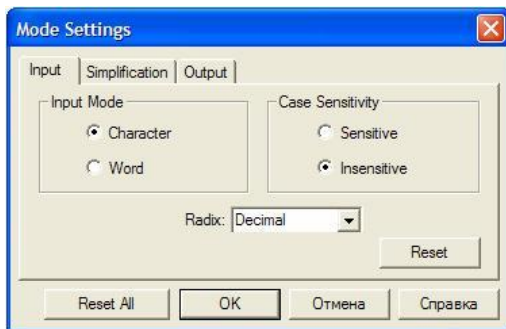 Mode Settings
Input Simplification Output
Input Mode Case Sensitivity
Character Sensitive
Word Insensitive
Radix: Decimal
Reset
Reset All OK Отмена Справка